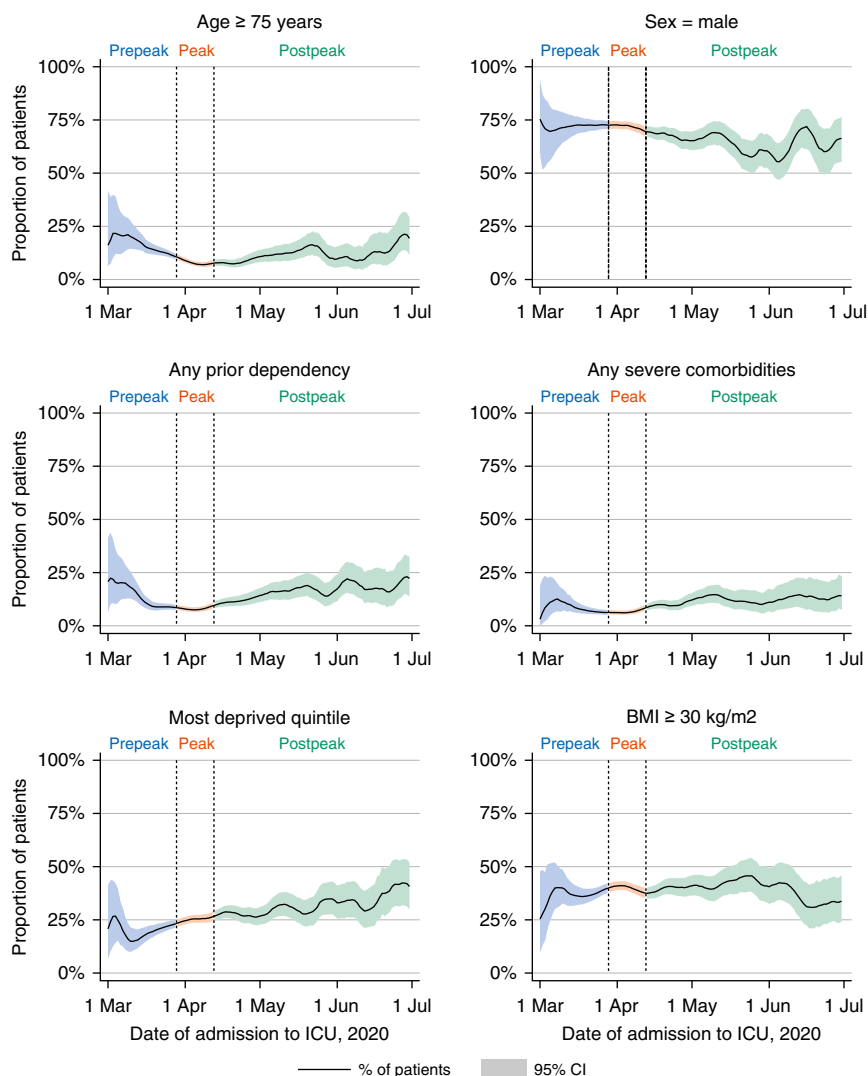 Age ≥ 75 years
Prepeak Peak Postpeak
100%
75%
50%
25%
0%
Proportion of patients
1 Mar 1 Apr 1 May 1 Jun 1 Jul
Sex = male
Prepeak Peak Postpeak
100%
75%
50%
25%
0%
1 Mar 1 Apr 1 May 1 Jun 1 Jul
Any prior dependency
Prepeak Peak Postpeak
100%
75%
50%
25%
0%
Proportion of patients
1 Mar 1 Apr 1 May 1 Jun 1 Jul
Any severe comorbidities
Prepeak Peak Postpeak
100%
75%
50%
25%
0%
1 Mar 1 Apr 1 May 1 Jun 1 Jul
Most deprived quintile
Prepeak Peak Postpeak
100%
75%
50%
25%
0%
Proportion of patients
1 Mar 1 Apr 1 May 1 Jun 1 Jul
Date of admission to ICU, 2020
BMI ≥ 30 kg/m2
Prepeak Peak Postpeak
100%
75%
50%
25%
0%
1 Mar 1 Apr 1 May 1 Jun 1 Jul
Date of admission to ICU, 2020
% of patients 95% CI